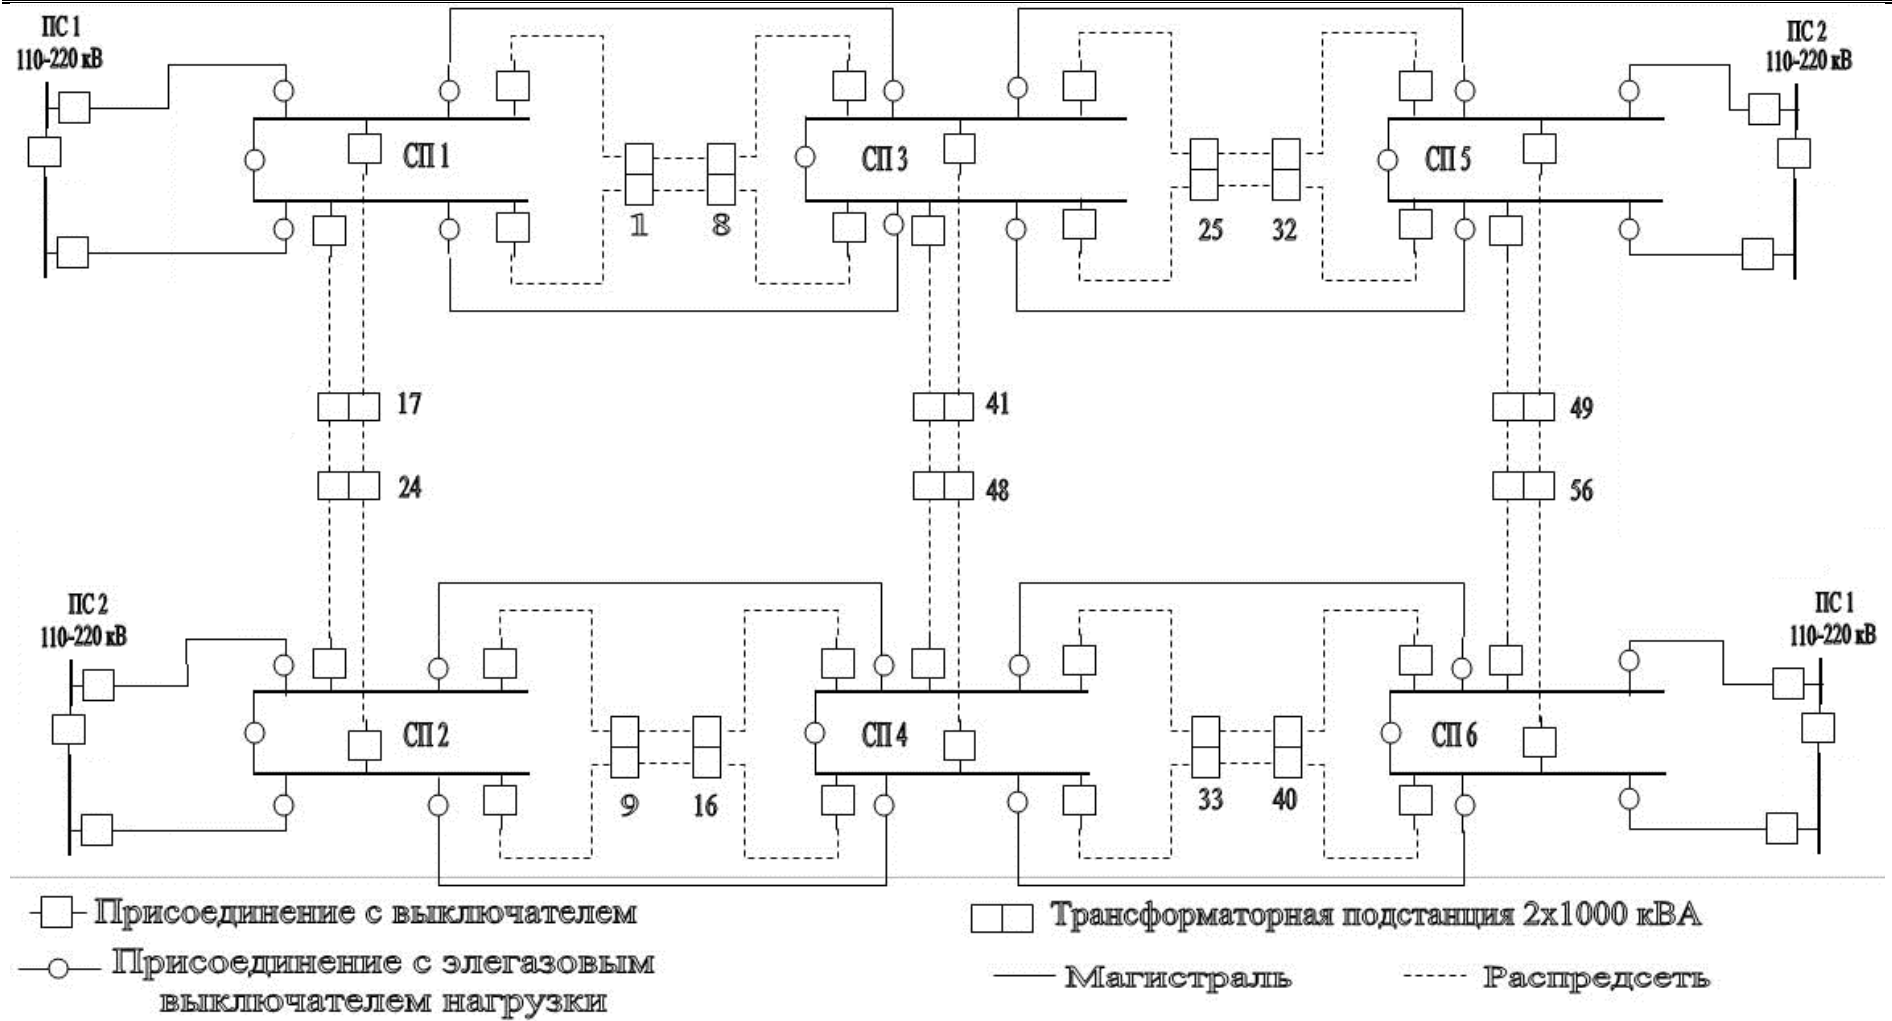 ПС 1
110-220 кВ
ПС 2
110-220 кВ
СП 1
СП 3
СП 5
1
8
25
32
17
41
49
24
48
56
ПС 2
110-220 кВ
ПС 1
110-220 кВ
СП 2
СП 4
СП 6
9
16
33
40
Присоединение с выключателем
Трансформаторная подстанция 2х1000 кВА
Присоединение с элегазовым
выключателем нагрузки
Магистраль
Распредсеть